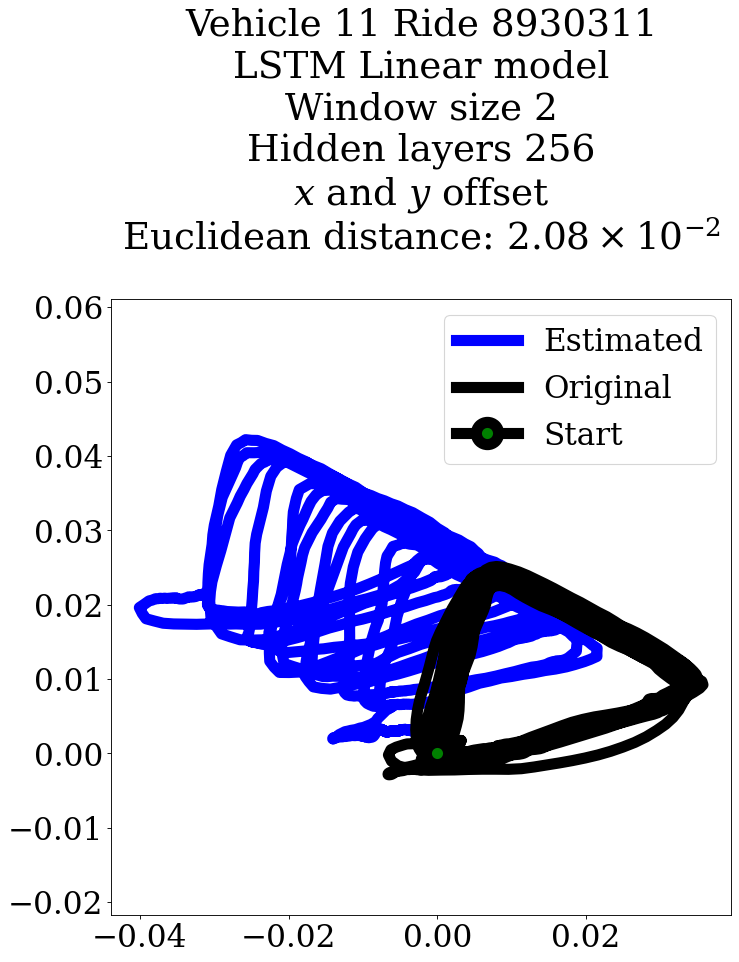 Vehicle 11 Ride 8930311
LSTM Linear model
Window size 2
Hidden layers 256
x and y offset
Euclidean distance: 2.08 × 10⁻²
0.06
0.05
0.04
0.03
0.02
0.01
0.00
−0.01
−0.02
Estimated
Original
Start
−0.04
−0.02
0.00
0.02